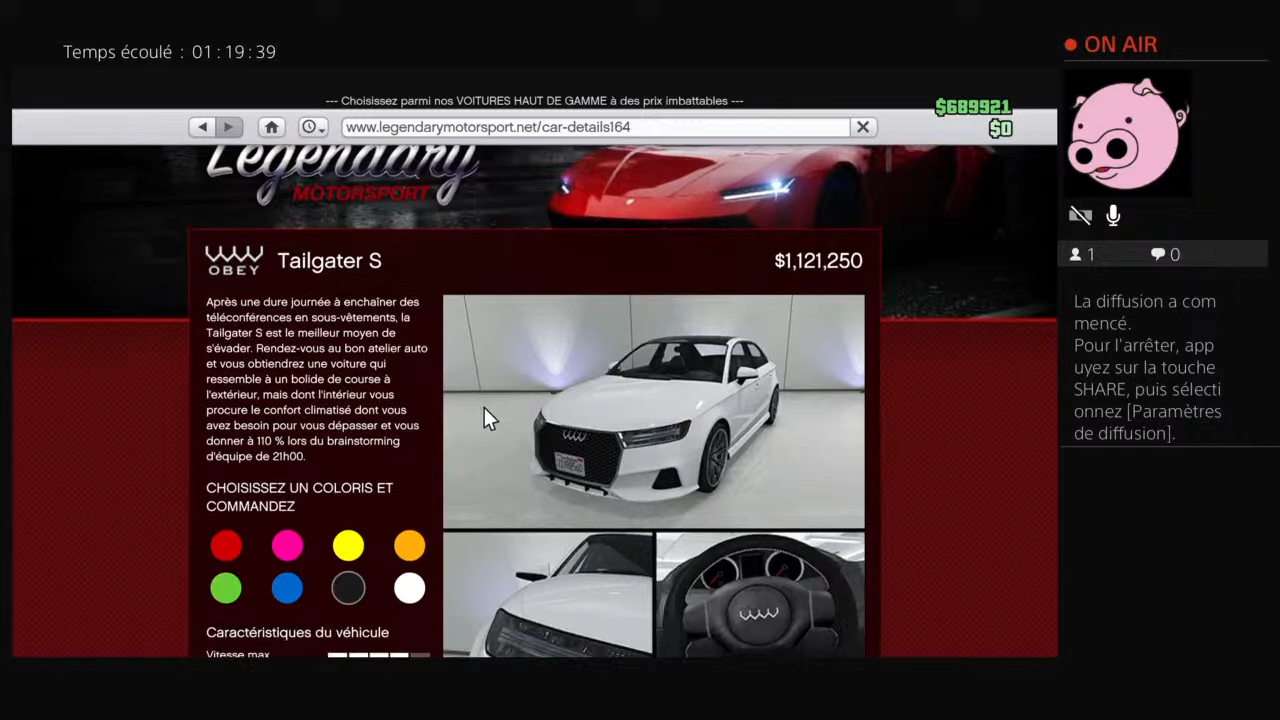 Temps écoulé : 01:19:39
ON AIR
--- Choisissez parmi nos VOITURES HAUT DE GAMME à des prix imbattables ---
$689921
www.legendarymotorsport.net/car-details164
$0
Legendary
MOTORSPORT
OBEY
Tailgater S
$1,121,250
Après une dure journée à enchaîner des
téléconférences en sous-vêtements, la
Tailgater S est le meilleur moyen de
s'évader. Rendez-vous au bon atelier auto
et vous obtiendrez une voiture qui
ressemble à un bolide de course à
l'extérieur, mais dont l'intérieur vous
procure le confort climatisé dont vous
avez besoin pour vous dépasser et vous
donner à 110 % lors du brainstorming
d'équipe de 21h00.
CHOISISSEZ UN COLORIS ET
COMMANDEZ
Caractéristiques du véhicule
Vitesse max
1
0
La diffusion a com
mencé.
Pour l'arrêter, app
uyez sur la touche
SHARE, puis sélecti
onnez [Paramètres
de diffusion].